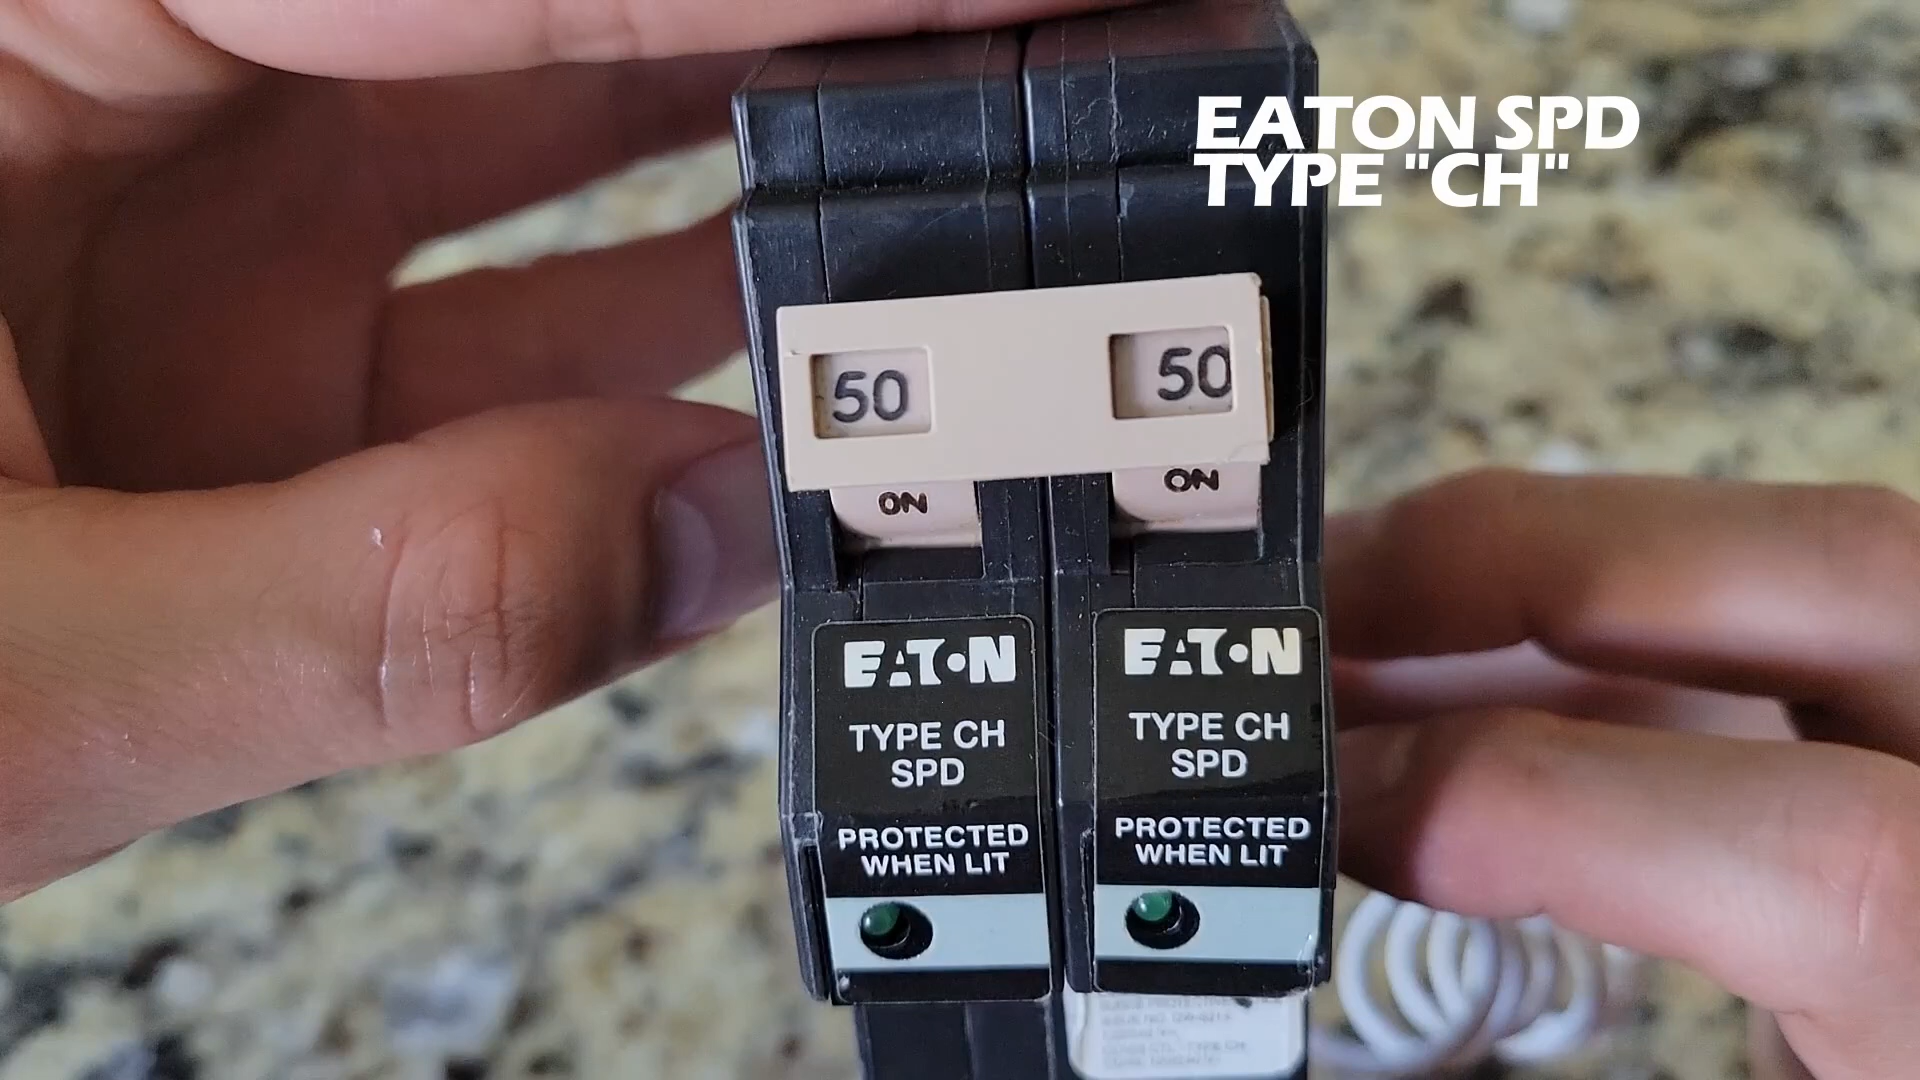 EATON SPD
TYPE "CH"
50
50
ON
ON
EATON
TYPE CH
SPD
PROTECTED
WHEN LIT
EATON
TYPE CH
SPD
PROTECTED
WHEN LIT